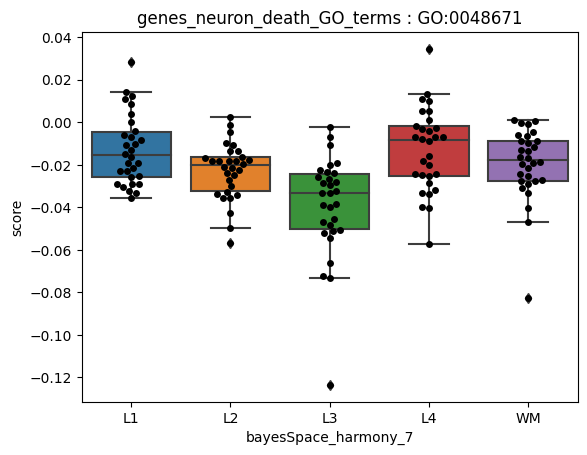 genes_neuron_death_GO_terms : GO:0048671
0.04
0.02
0.00
−0.02
−0.04
−0.06
−0.08
−0.10
−0.12
score
L1 L2 L3 L4 WM
bayesSpace_harmony_7